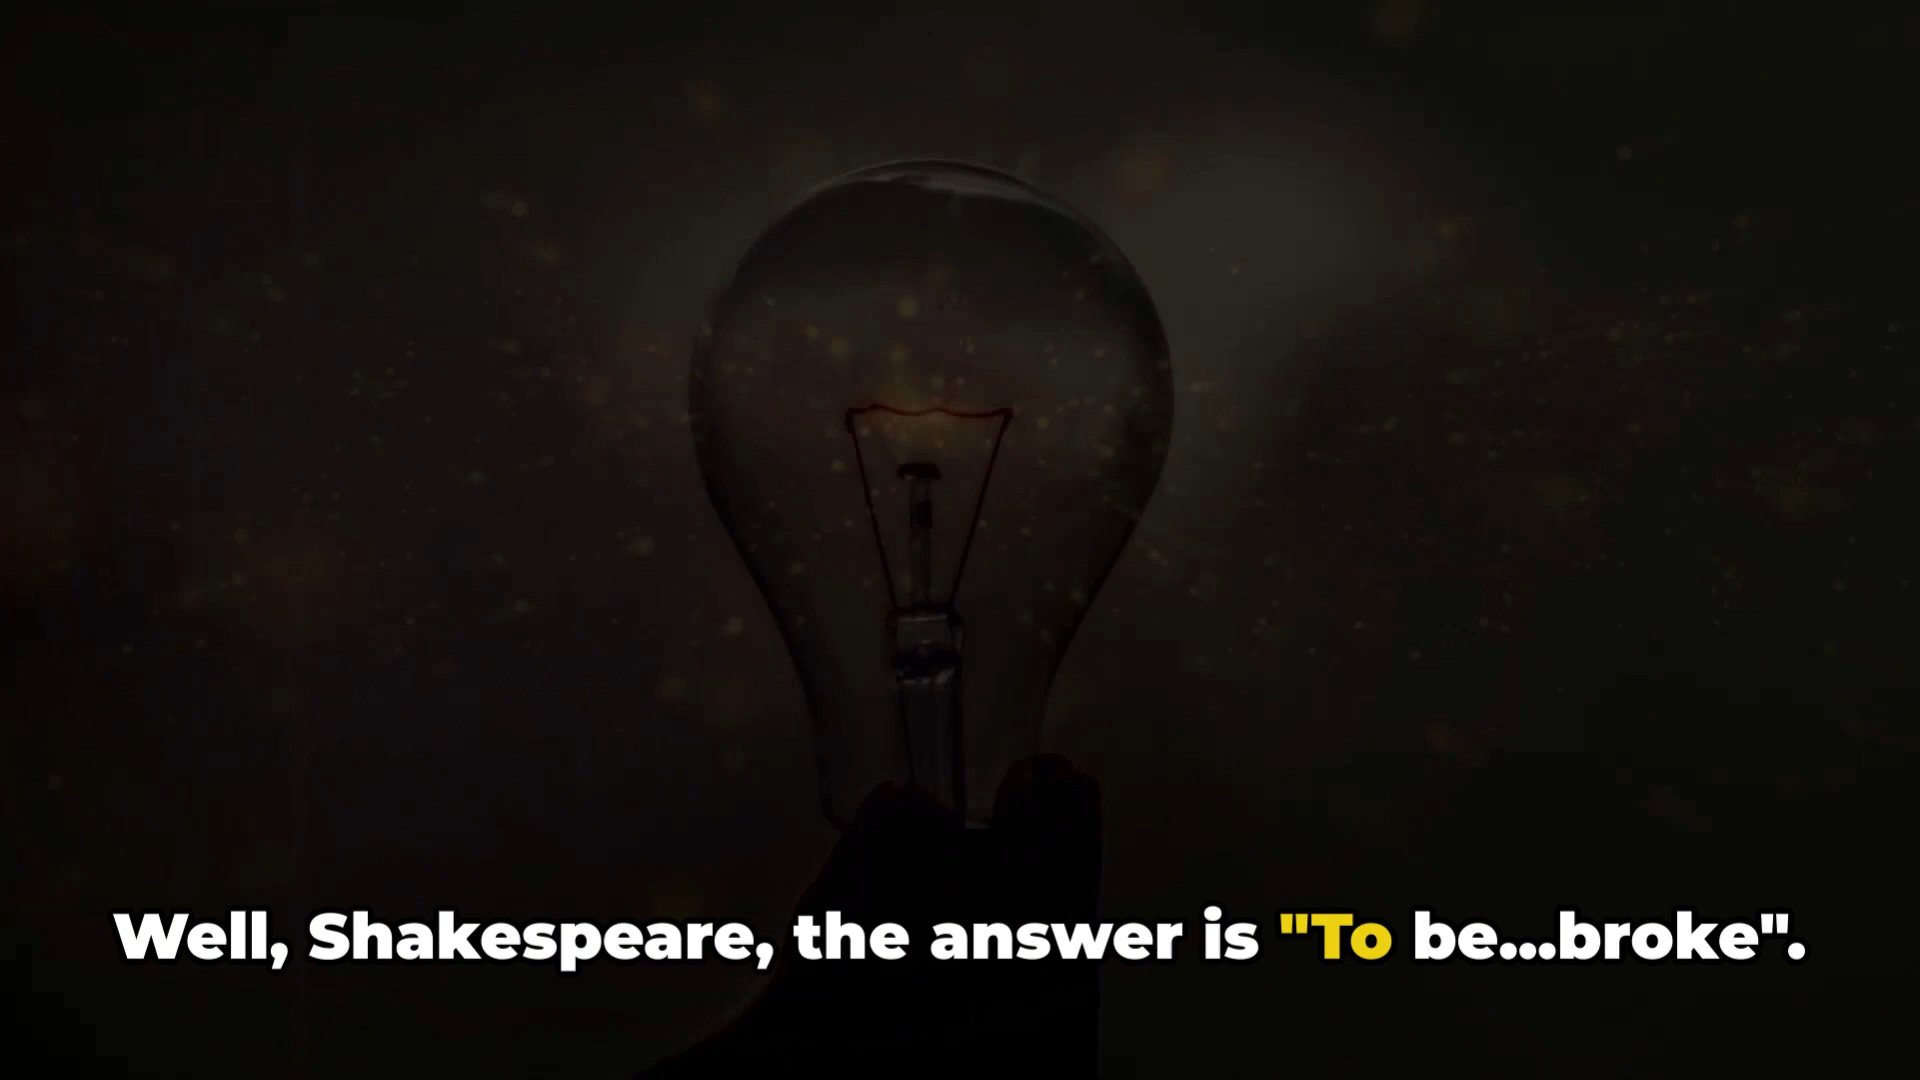 Well, Shakespeare, the answer is "To be...broke".